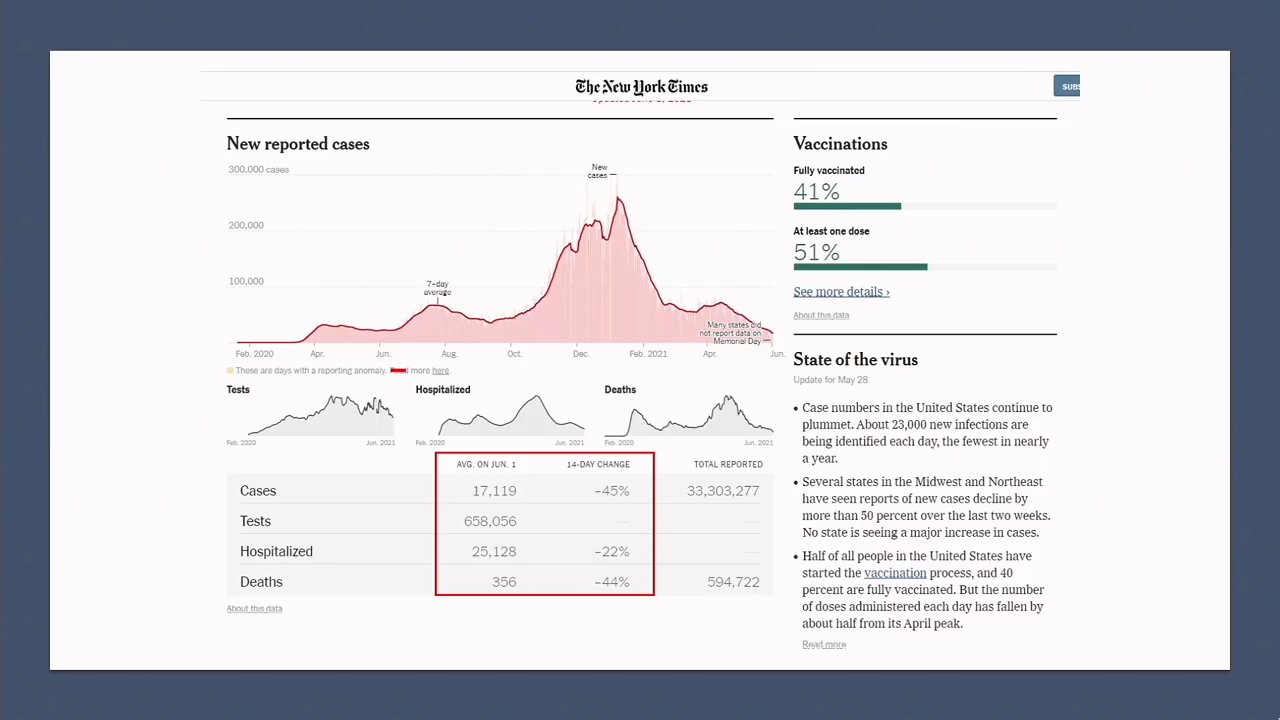 The New York Times
SUBS
New reported cases
300,000 cases
New
cases
200,000
7-day
average
100,000
Many states did
not report data on
Memorial Day
Feb. 2020 Apr. Jun. Aug. Oct. Dec. Feb. 2021 Apr. Jun.
These are days with a reporting anomaly. more here.
Tests Hospitalized Deaths
Feb. 2020 Jun. 2021 Feb. 2020 Jun. 2021 Feb. 2020 Jun. 2021
AVG. ON JUN. 1 14-DAY CHANGE TOTAL REPORTED
Cases 17,119 –45% 33,303,277
Tests 658,056 — —
Hospitalized 25,128 –22% —
Deaths 356 –44% 594,722
About this data
Vaccinations
Fully vaccinated
41%
At least one dose
51%
See more details ›
About this data
State of the virus
Update for May 28
• Case numbers in the United States continue to
plummet. About 23,000 new infections are
being identified each day, the fewest in nearly
a year.
• Several states in the Midwest and Northeast
have seen reports of new cases decline by
more than 50 percent over the last two weeks.
No state is seeing a major increase in cases.
• Half of all people in the United States have
started the vaccination process, and 40
percent are fully vaccinated. But the number
of doses administered each day has fallen by
about half from its April peak.
Read more